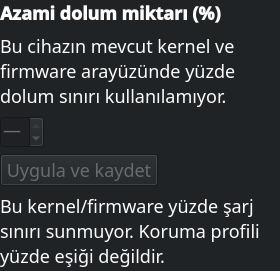 Azami dolum miktarı (%)
Bu cihazın mevcut kernel ve
firmware arayüzünde yüzde
dolum sınırı kullanılamıyor.
—
Uygula ve kaydet
Bu kernel/firmware yüzde şarj
sınırı sunmuyor. Koruma profili
yüzde eşiği değildir.